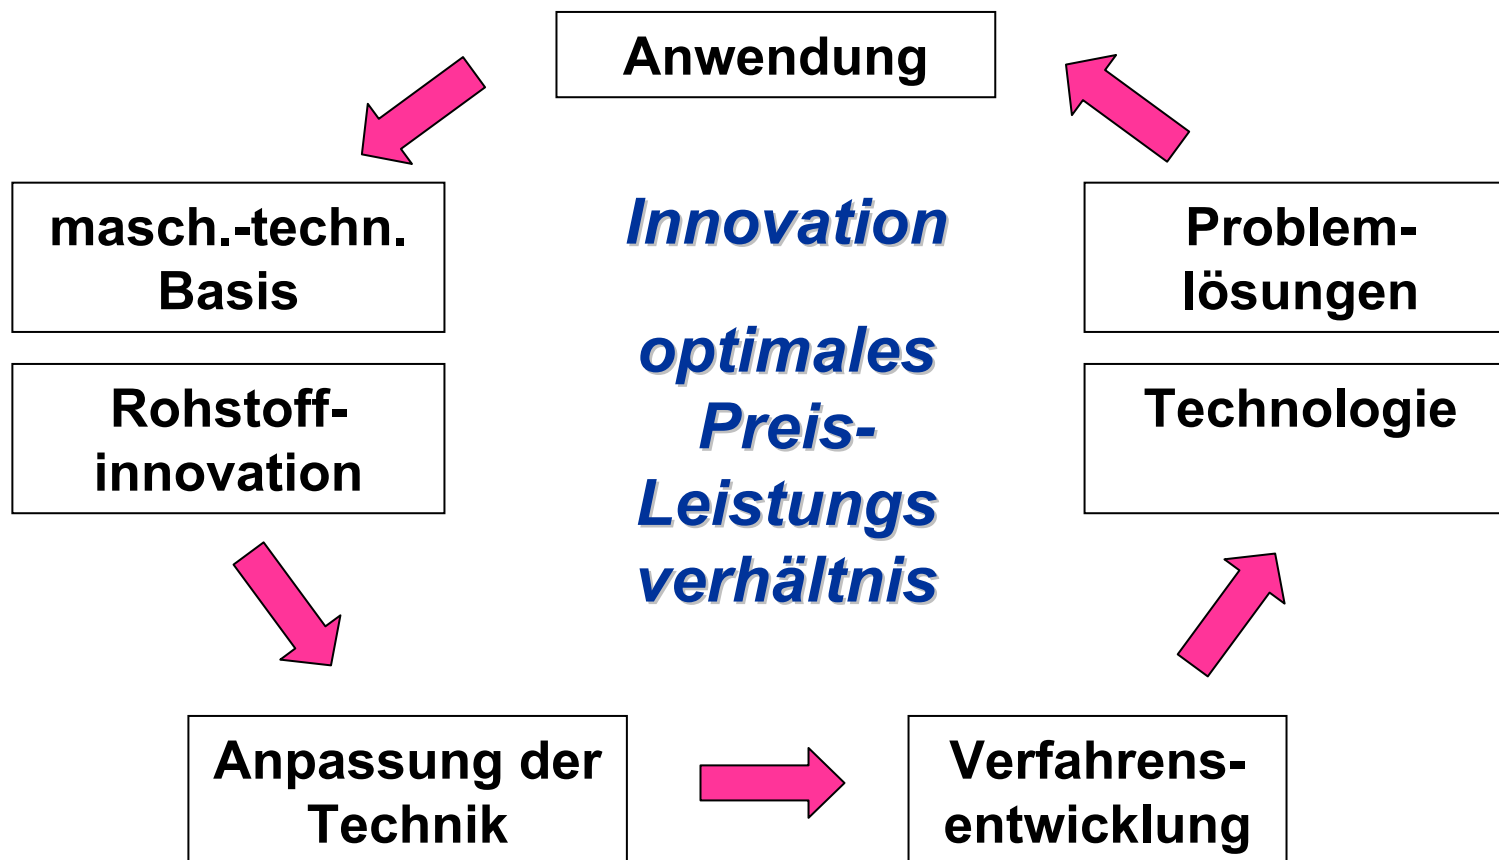 Anwendung
masch.-techn.
Basis
Rohstoff-
innovation
Innovation
optimales
Preis-
Leistungs
verhältnis
Problem-
lösungen
Technologie
Anpassung der
Technik
Verfahrens-
entwicklung